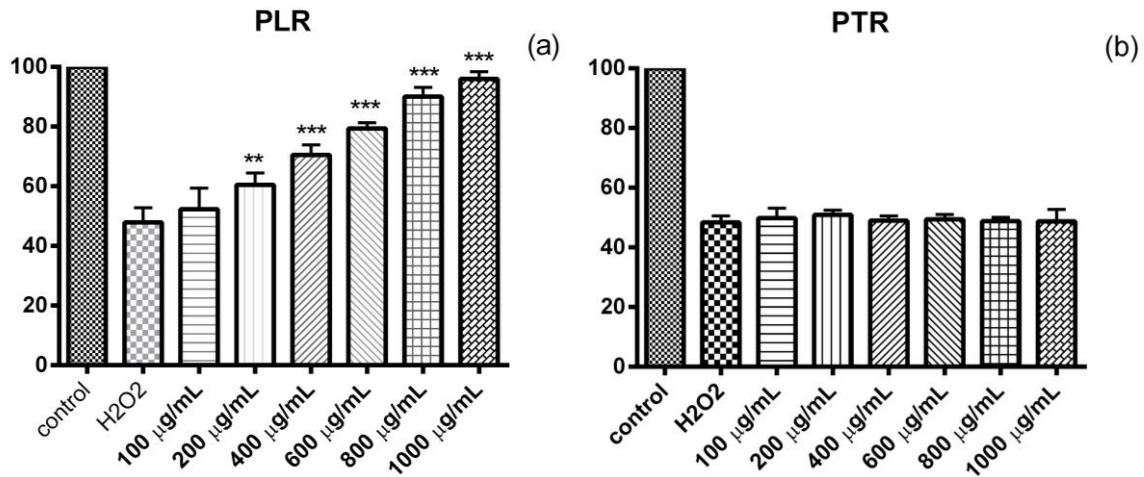 PLR
(a)
***
***
***
***
**
100
80
60
40
20
0
control
H2O2
100 μg/mL
200 μg/mL
400 μg/mL
600 μg/mL
800 μg/mL
1000 μg/mL
PTR
(b)
100
80
60
40
20
0
control
H2O2
100 μg/mL
200 μg/mL
400 μg/mL
600 μg/mL
800 μg/mL
1000 μg/mL